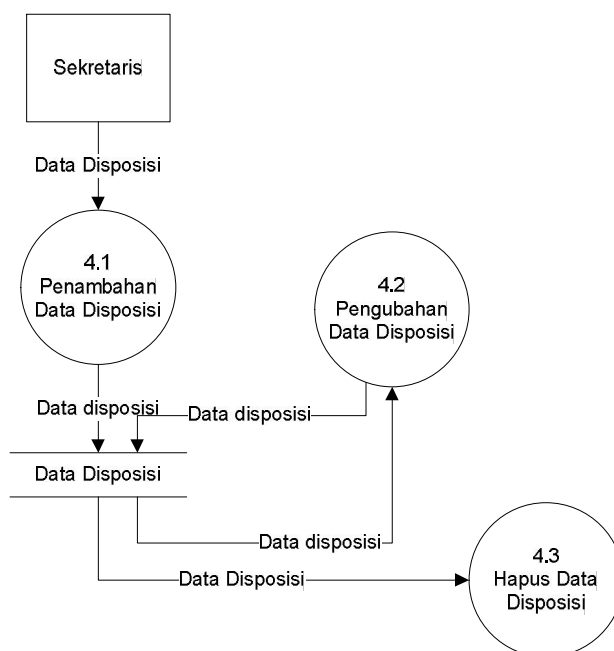 Sekretaris
Data Disposisi
4.1
Penambahan
Data Disposisi
4.2
Pengubahan
Data Disposisi
Data disposisi
Data disposisi
Data Disposisi
Data disposisi
Data Disposisi
4.3
Hapus Data
Disposisi